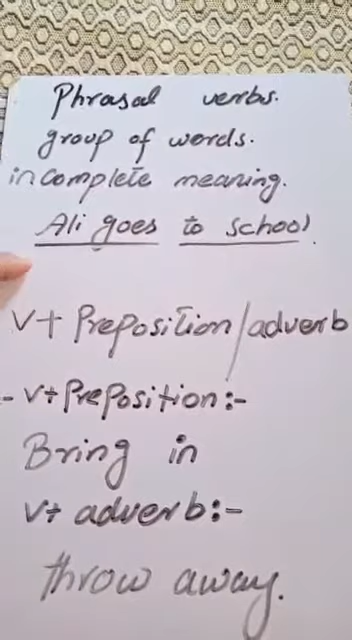 Phrasal verbs.
group of words.
incomplete meaning.
Ali goes to school.
V+ Preposition/adverb
- V+Preposition:-
Bring in
V+ adverb:-
throw away.